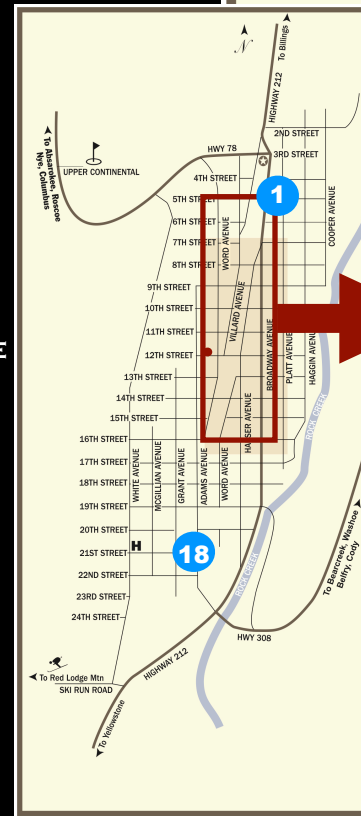 N
To Billings
HIGHWAY 212
2ND STREET
HWY 78
3RD STREET
To Absarokee, Roscoe
Nye, Columbus
UPPER CONTINENTAL
4TH STREET
5TH STREET
1
6TH STREET
WORD AVENUE
COOPER AVENUE
7TH STREET
8TH STREET
9TH STREET
10TH STREET
VILLARD AVENUE
11TH STREET
BROADWAY AVENUE
PLATT AVENUE
HAGGIN AVENUE
E
12TH STREET
13TH STREET
14TH STREET
15TH STREET
ROCK CREEK
16TH STREET
HAUSER AVENUE
17TH STREET
WHITE AVENUE
MCGILLIAN AVENUE
GRANT AVENUE
ADAMS AVENUE
WORD AVENUE
18TH STREET
19TH STREET
20TH STREET
H
21ST STREET
18
22ND STREET
ROCK CREEK
To Bearcreek, Washoe
Belfry, Cody
23RD STREET
24TH STREET
HWY 308
HIGHWAY 212
To Red Lodge Mtn
SKI RUN ROAD
To Yellowstone